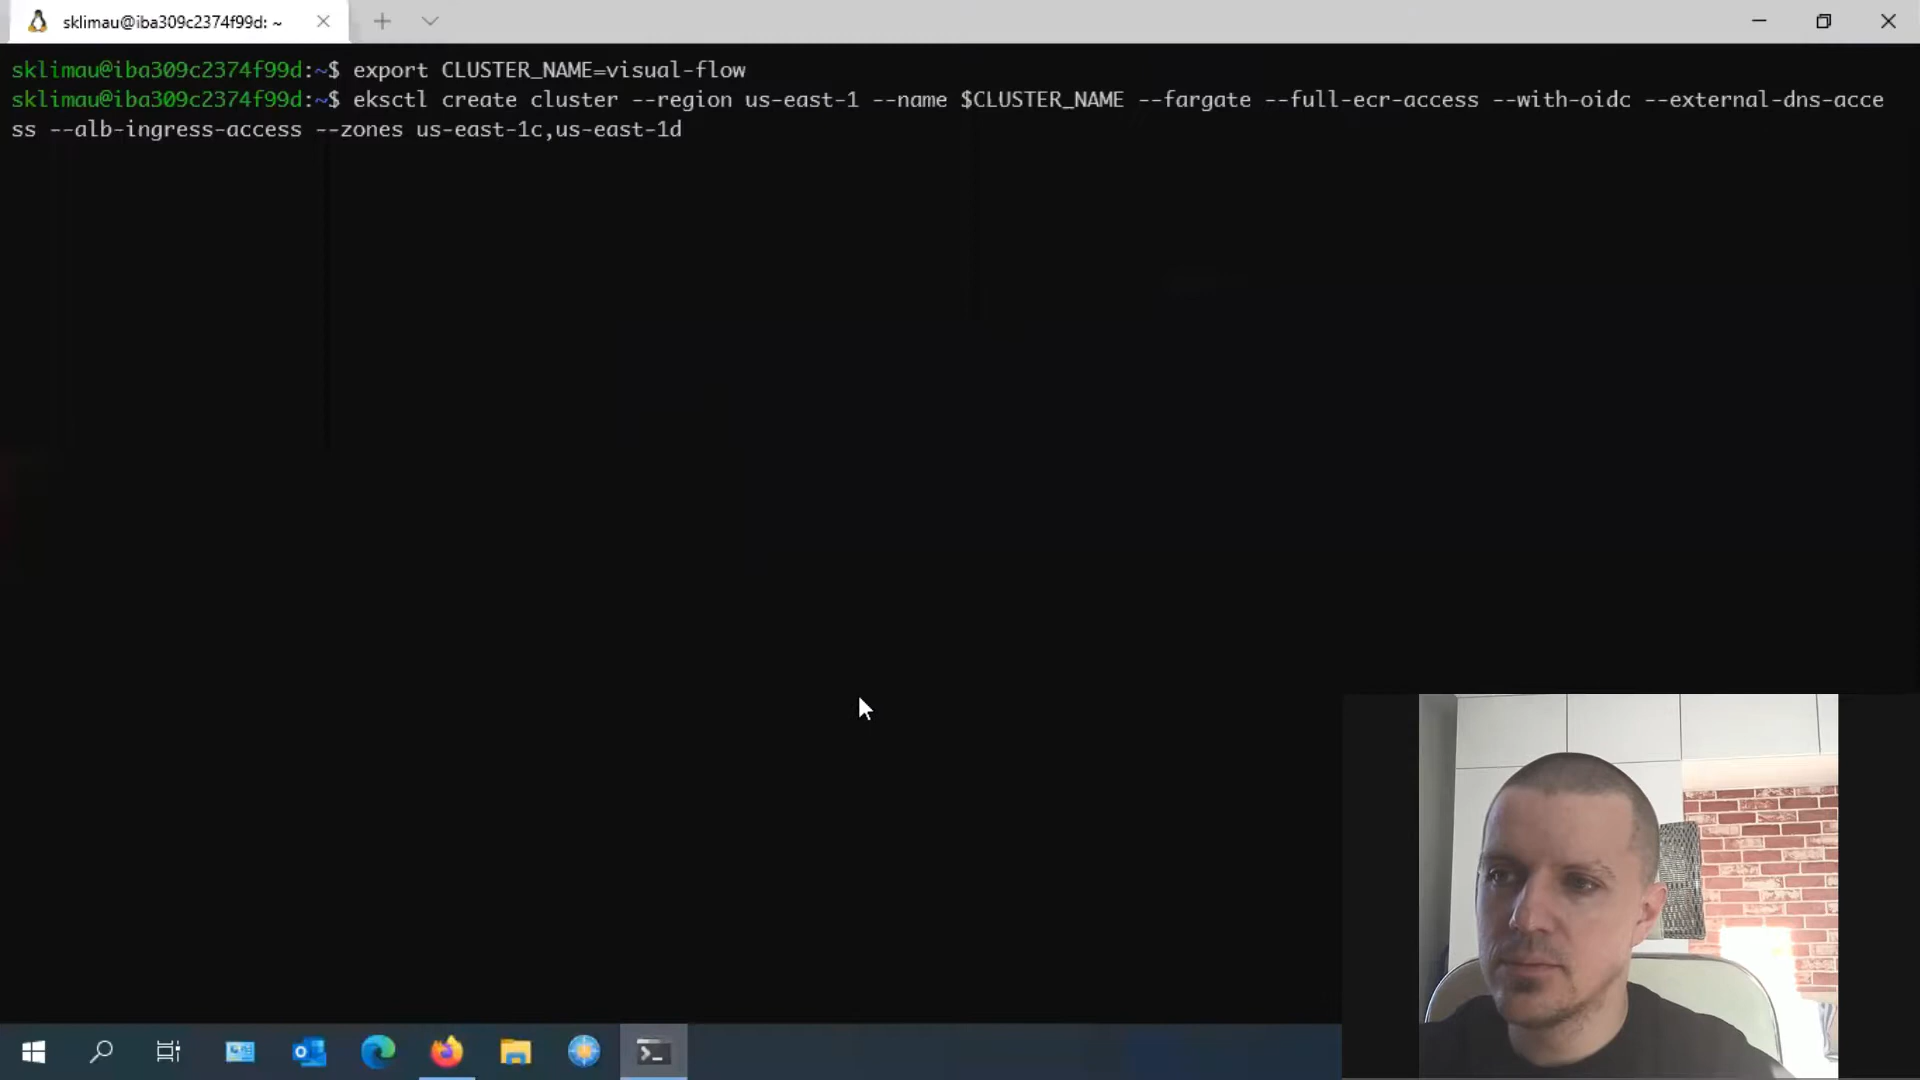 sklimau@iba309c2374f99d: ~
sklimau@iba309c2374f99d:~$ export CLUSTER_NAME=visual-flow
sklimau@iba309c2374f99d:~$ eksctl create cluster --region us-east-1 --name $CLUSTER_NAME --fargate --full-ecr-access --with-oidc --external-dns-acce
ss --alb-ingress-access --zones us-east-1c,us-east-1d